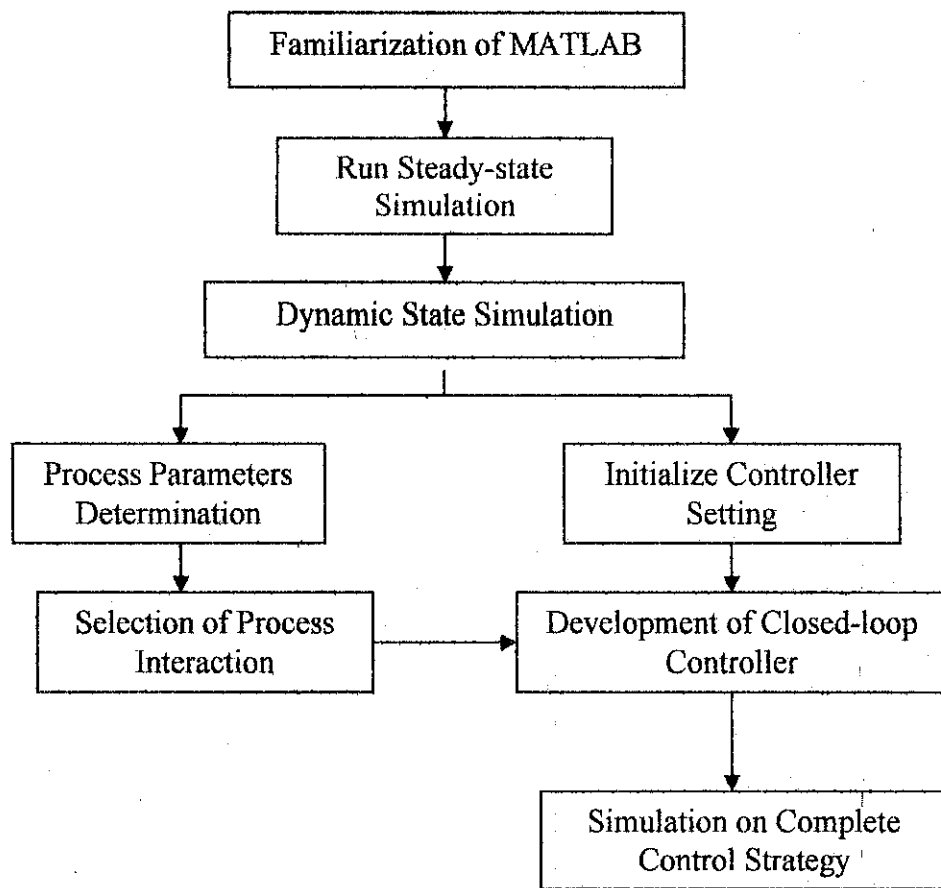 Familiarization of MATLAB
Run Steady-state
Simulation
Dynamic State Simulation
Process Parameters
Determination
Initialize Controller
Setting
Selection of Process
Interaction
Development of Closed-loop
Controller
Simulation on Complete
Control Strategy